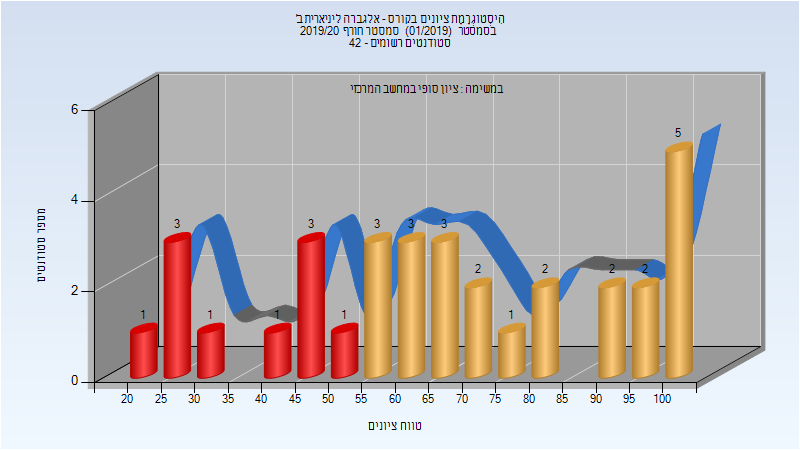 היסטוגרמת ציונים בקורס - אלגברה ליניארית ב'
בסמסטר (01/2019) סמסטר חורף 2019/20
סטודנטים רשומים - 42
במשימה : ציון סופי במחשב המרכזי
מספר סטודנטים
6
4
2
0
1
3
1
1
3
1
3
3
3
2
1
2
2
2
5
20 25 30 35 40 45 50 55 60 65 70 75 80 85 90 95 100
טווח ציונים